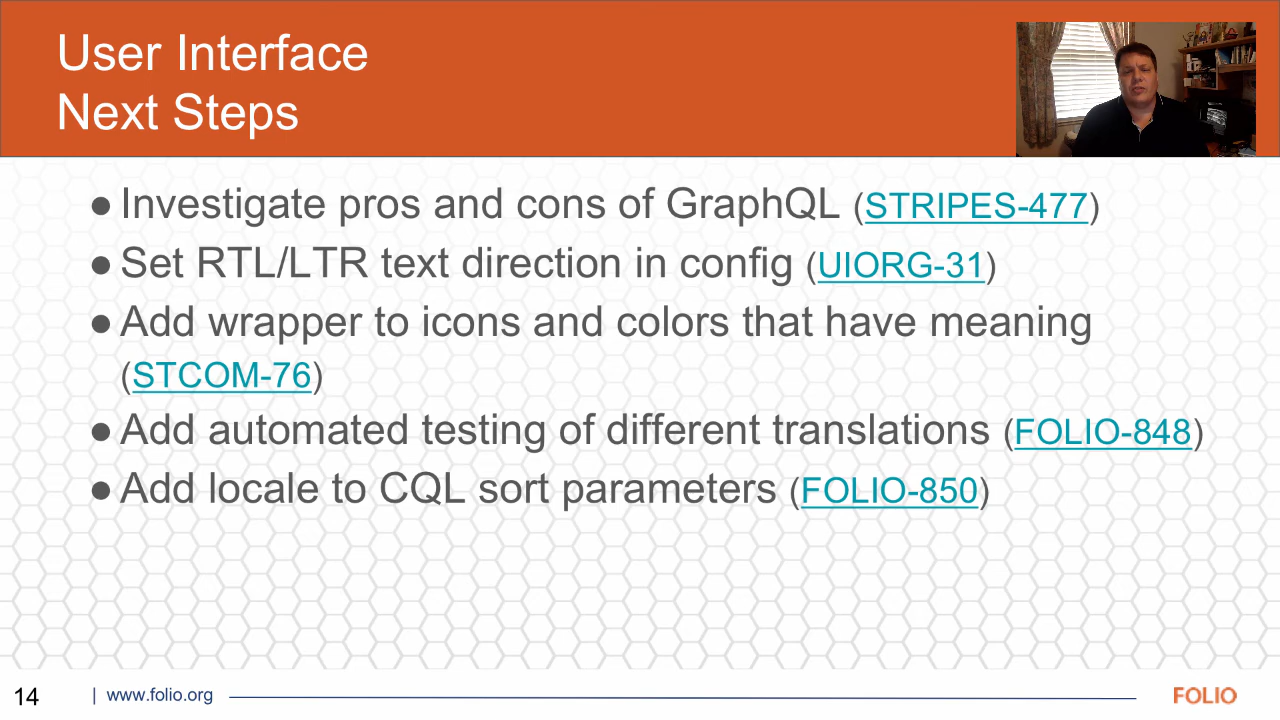 User Interface
Next Steps
● Investigate pros and cons of GraphQL (STRIPES-477)
● Set RTL/LTR text direction in config (UIORG-31)
● Add wrapper to icons and colors that have meaning
(STCOM-76)
● Add automated testing of different translations (FOLIO-848)
● Add locale to CQL sort parameters (FOLIO-850)
14 | www.folio.org FOLIO